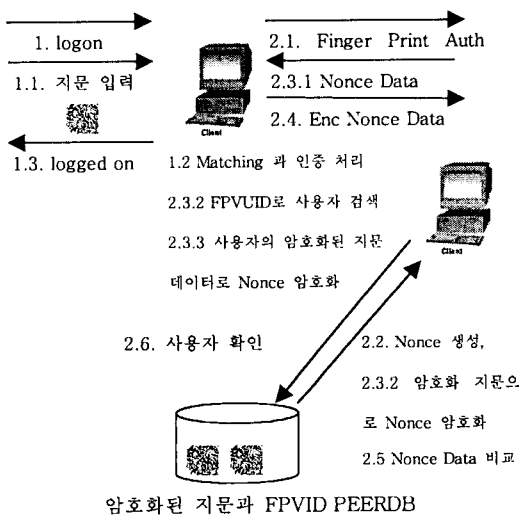 1. logon
2.1. Finger Print Auth
1.1. 지문 입력
2.3.1 Nonce Data
2.4. Enc Nonce Data
Client
1.3. logged on
1.2 Matching 과 인증 처리
2.3.2 FPVUID로 사용자 검색
2.3.3 사용자의 암호화된 지문
데이터로 Nonce 암호화
Client
2.6. 사용자 확인
2.2. Nonce 생성,
2.3.2 암호화 지문으
로 Nonce 암호화
2.5 Nonce Data 비교
암호화된 지문과 FPVID PEERDB